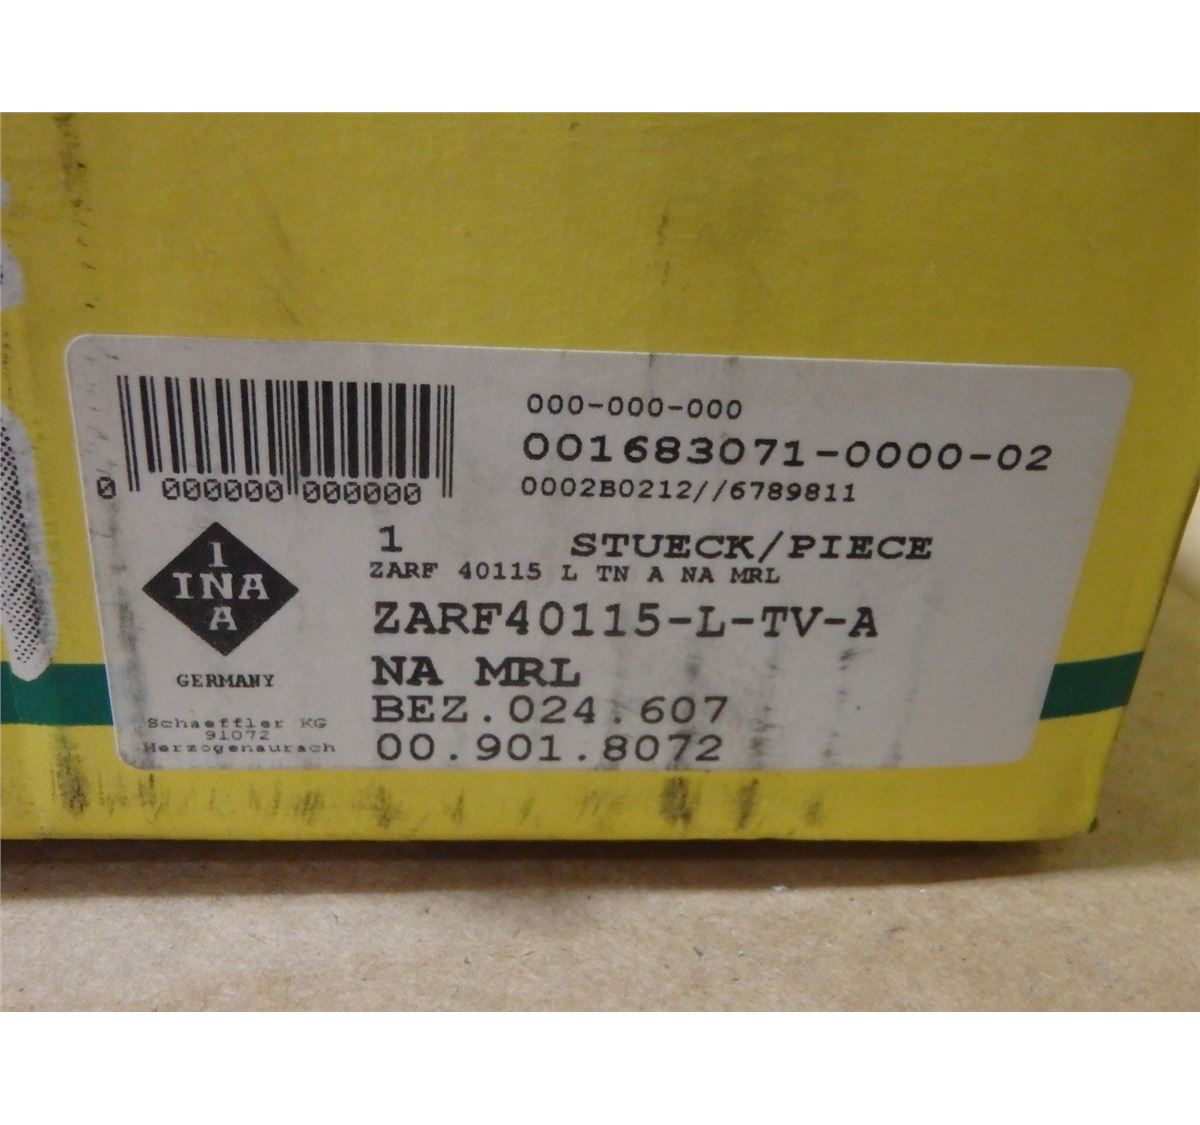 000-000-000
001683071-0000-02
0 000000 000000
0002B0212//6789811
1 STUECK/PIECE
ZARF 40115 L TN A NA MRL
I
INA
A
ZARF40115-L-TV-A
GERMANY
NA MRL
BEZ.024.607
Schaeffler KG
91072
Herzogenaurach
00.901.8072